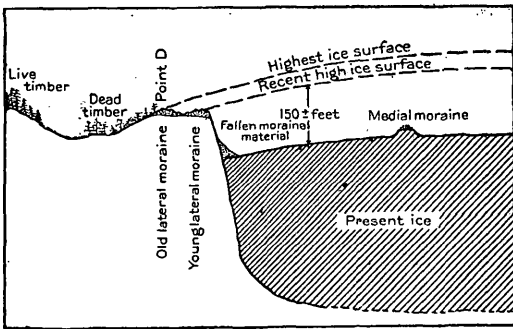 Highest ice surface
Recent high ice surface
Live
timber
Dead
timber
Point D
150± feet
Medial moraine
Fallen morainal
material
Old lateral moraine
Young lateral moraine
Present ice